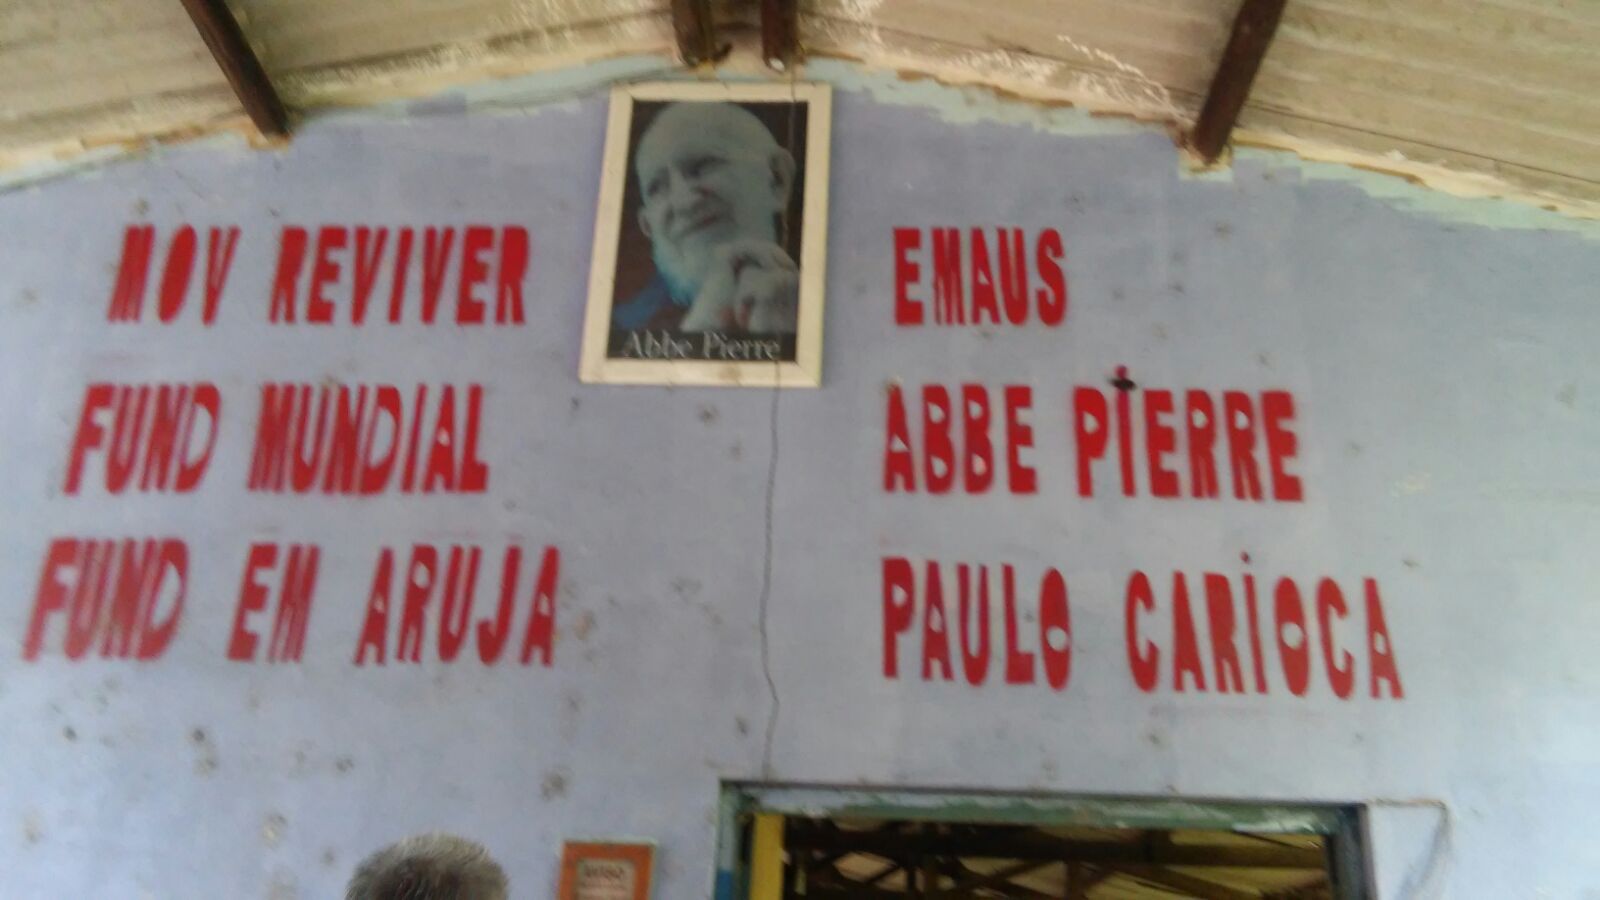 MOV REVIVER EMAUS
Abbe Pierre
FUND MUNDIAL ABBE PiERRE
FUND EM ARUJA PAULO CARiOCA